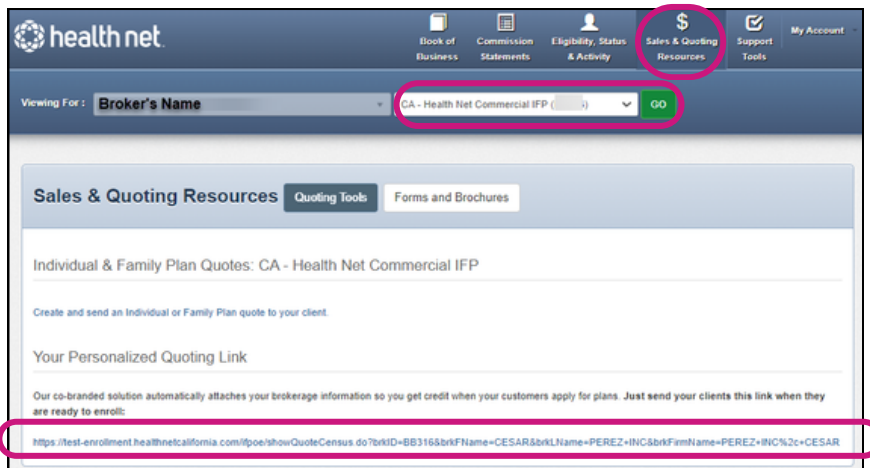 health net.
Book of Business
Commission Statements
Eligibility, Status & Activity
Sales & Quoting Resources
Support Tools
My Account
Viewing For : Broker's Name
CA - Health Net Commercial IFP ( )
GO
Sales & Quoting Resources
Quoting Tools
Forms and Brochures
Individual & Family Plan Quotes: CA - Health Net Commercial IFP
Create and send an Individual or Family Plan quote to your client.
Your Personalized Quoting Link
Our co-branded solution automatically attaches your brokerage information so you get credit when your customers apply for plans. Just send your clients this link when they
are ready to enroll:
https://test-enrollment.healthnetcalifornia.com/ifpoe/showQuoteCensus.do?brkID=BB316&brkFName=CESAR&brkLName=PEREZ+INC&brkFirmName=PEREZ+INC%2c+CESAR